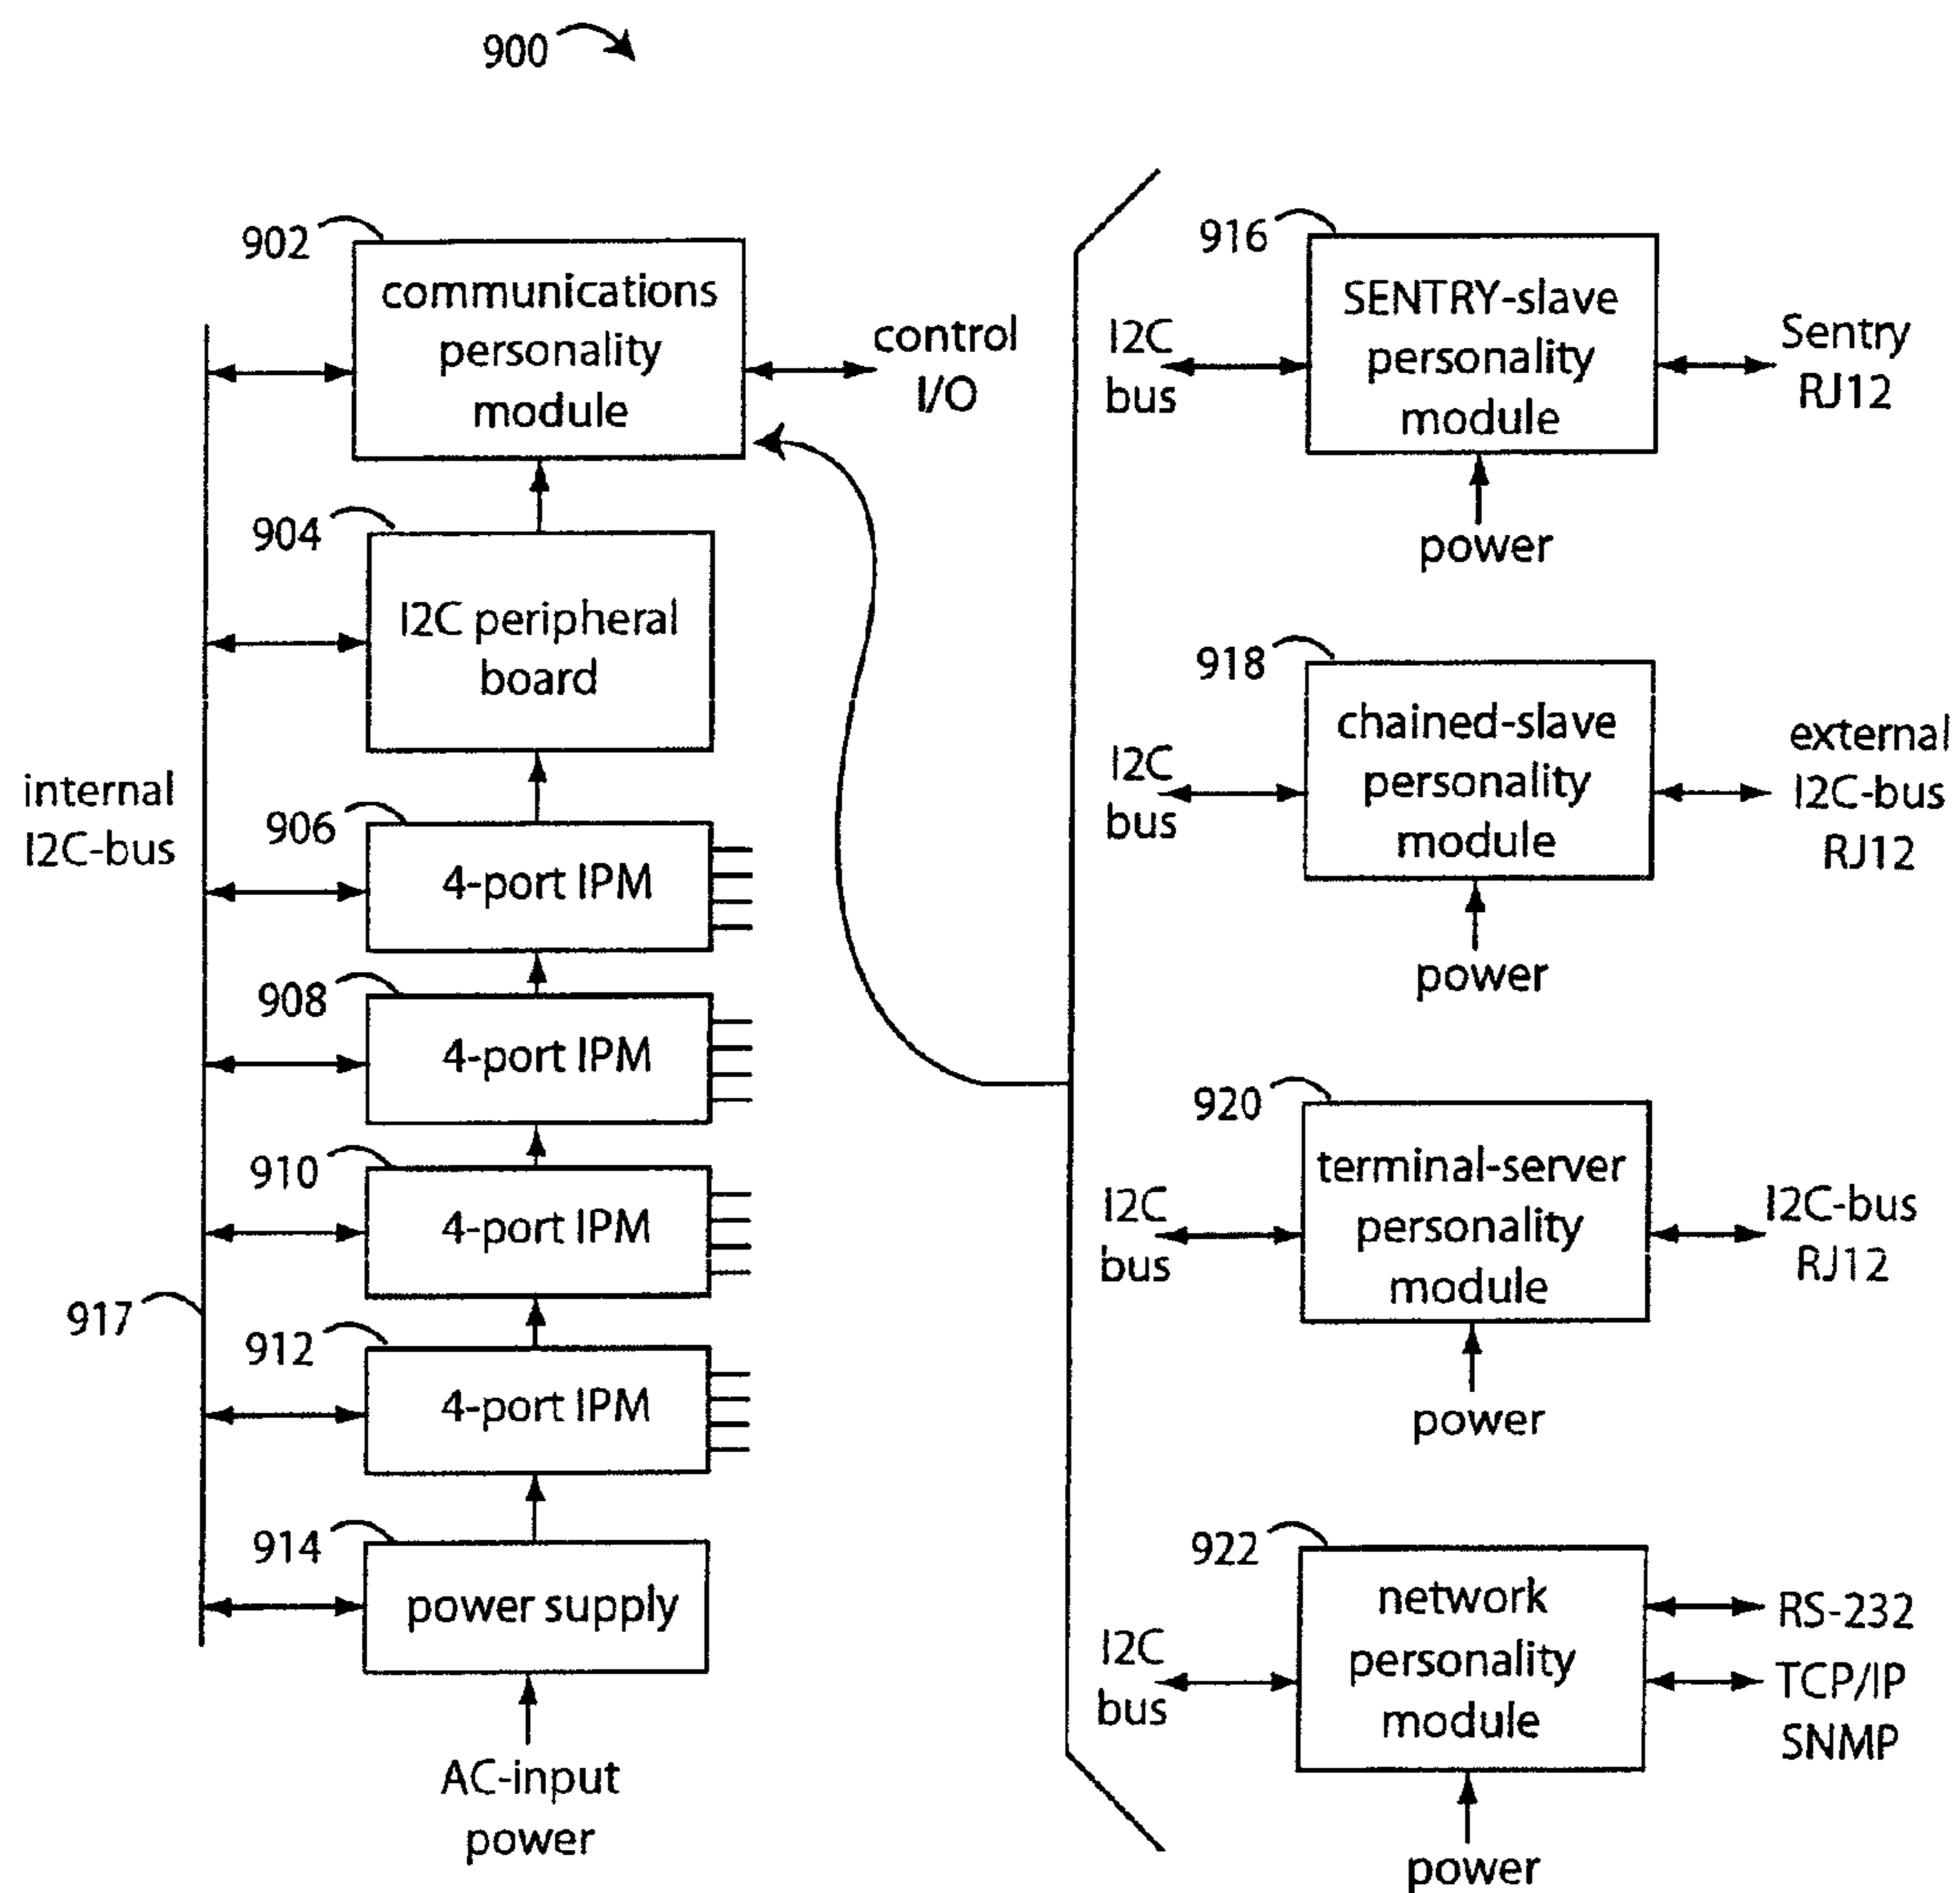 900
902
communications
personality
module
control
I/O
904
I2C peripheral
board
internal
I2C-bus
906
4-port IPM
908
4-port IPM
910
4-port IPM
917
912
4-port IPM
914
power supply
AC-input
power
916
I2C
bus
SENTRY-slave
personality
module
Sentry
RJ12
power
918
I2C
bus
chained-slave
personality
module
external
I2C-bus
RJ12
power
920
I2C
bus
terminal-server
personality
module
I2C-bus
RJ12
power
922
I2C
bus
network
personality
module
RS-232
TCP/IP
SNMP
power